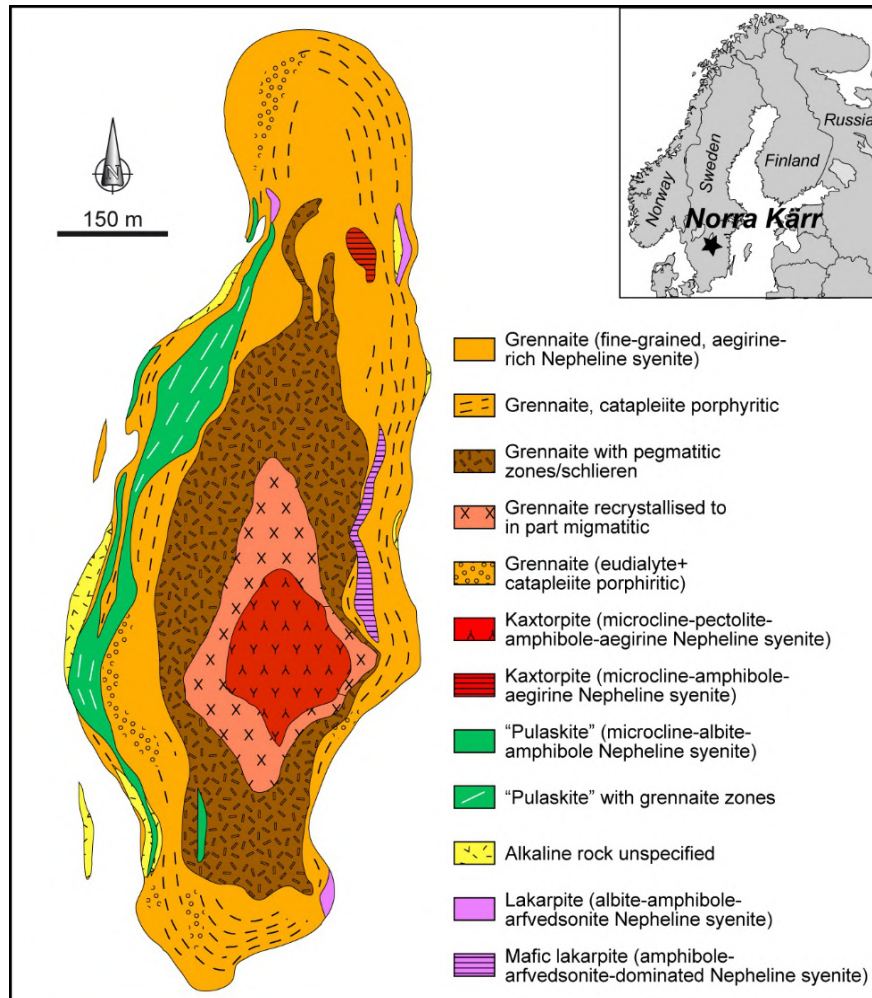 N
150 m
Norway
Sweden
Finland
Russia
Norra Kärr
Grennaite (fine-grained, aegirine-
rich Nepheline syenite)
Grennaite, catapleiite porphyritic
Grennaite with pegmatitic
zones/schlieren
Grennaite recrystallised to
in part migmatitic
Grennaite (eudialyte+
catapleiite porphiritic)
Kaxtorpite (microcline-pectolite-
amphibole-aegirine Nepheline syenite)
Kaxtorpite (microcline-amphibole-
aegirine Nepheline syenite)
“Pulaskite” (microcline-albite-
amphibole Nepheline syenite)
“Pulaskite” with grennaite zones
Alkaline rock unspecified
Lakarpite (albite-amphibole-
arfvedsonite Nepheline syenite)
Mafic lakarpite (amphibole-
arfvedsonite-dominated Nepheline syenite)